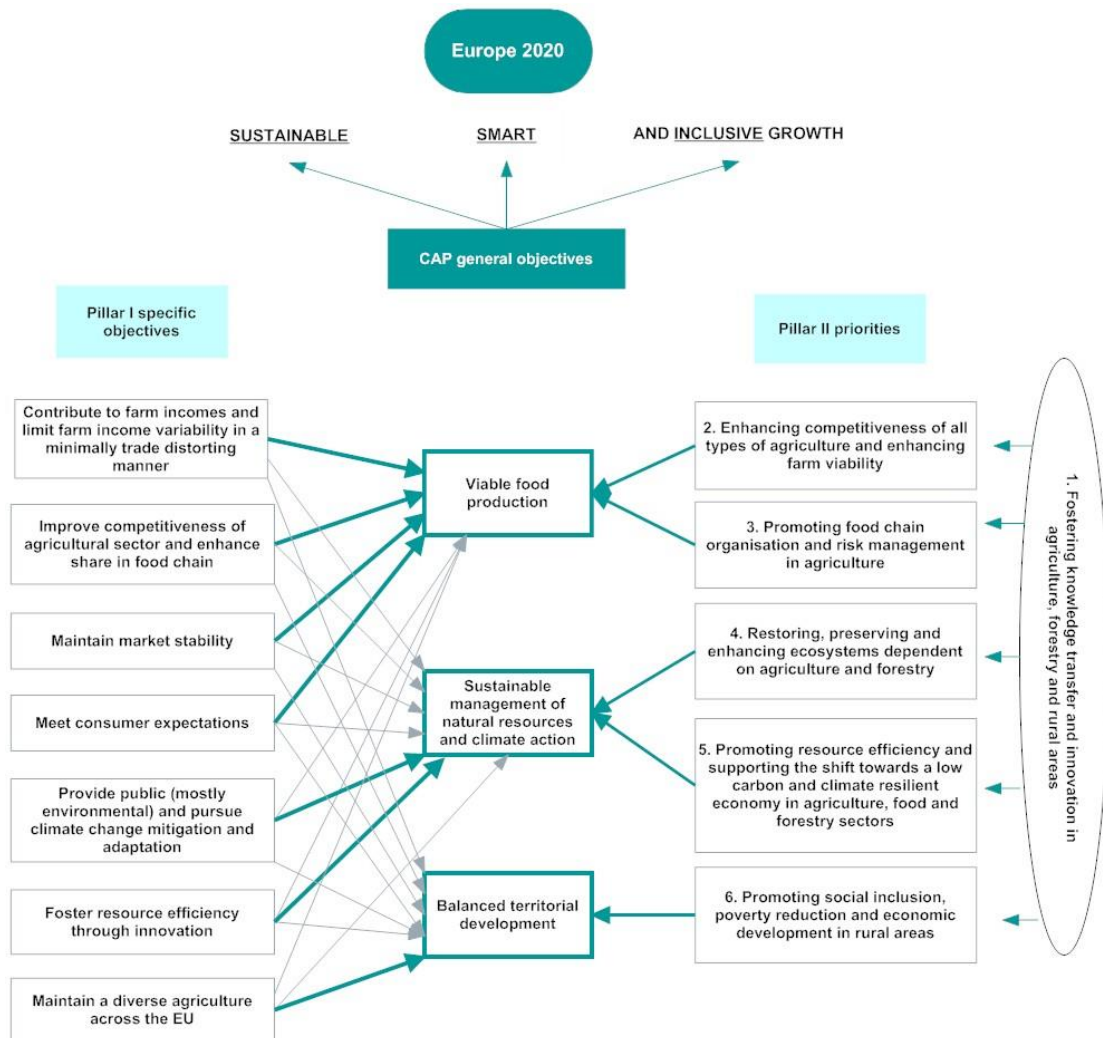 Europe 2020
SUSTAINABLE
SMART
AND INCLUSIVE GROWTH
CAP general objectives
Pillar I specific
objectives
Pillar II priorities
Contribute to farm incomes and
limit farm income variability in a
minimally trade distorting
manner
Improve competitiveness of
agricultural sector and enhance
share in food chain
Maintain market stability
Meet consumer expectations
Provide public (mostly
environmental) and pursue
climate change mitigation and
adaptation
Foster resource efficiency
through innovation
Maintain a diverse agriculture
across the EU
Viable food
production
Sustainable
management of
natural resources
and climate action
Balanced territorial
development
2. Enhancing competitiveness of all
types of agriculture and enhancing
farm viability
3. Promoting food chain
organisation and risk management
in agriculture
4. Restoring, preserving and
enhancing ecosystems dependent
on agriculture and forestry
5. Promoting resource efficiency and
supporting the shift towards a low
carbon and climate resilient
economy in agriculture, food and
forestry sectors
6. Promoting social inclusion,
poverty reduction and economic
development in rural areas
1. Fostering knowledge transfer and innovation in
agriculture, forestry and rural areas